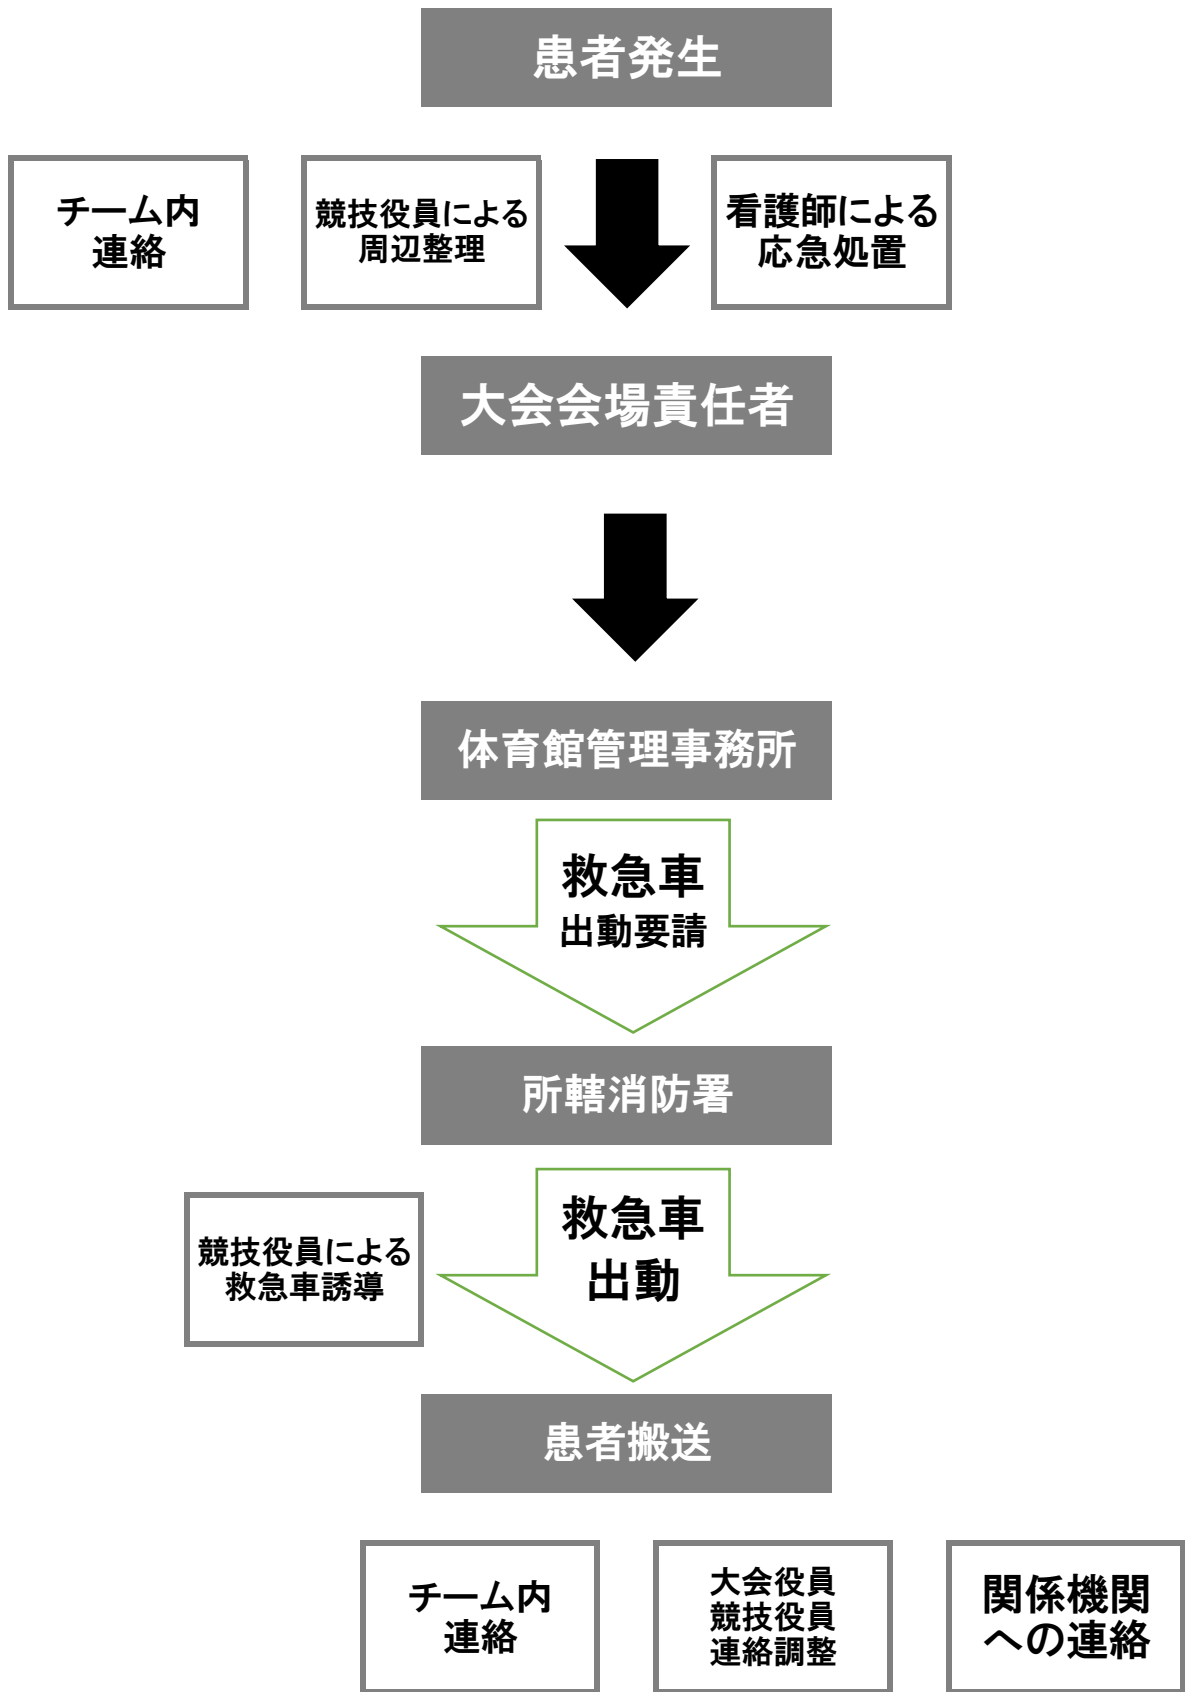 患者発生
チーム内
連絡
競技役員による
周辺整理
看護師による
応急処置
大会会場責任者
体育館管理事務所
救急車
出動要請
所轄消防署
競技役員による
救急車誘導
救急車
出動
患者搬送
チーム内
連絡
大会役員
競技役員
連絡調整
関係機関
への連絡